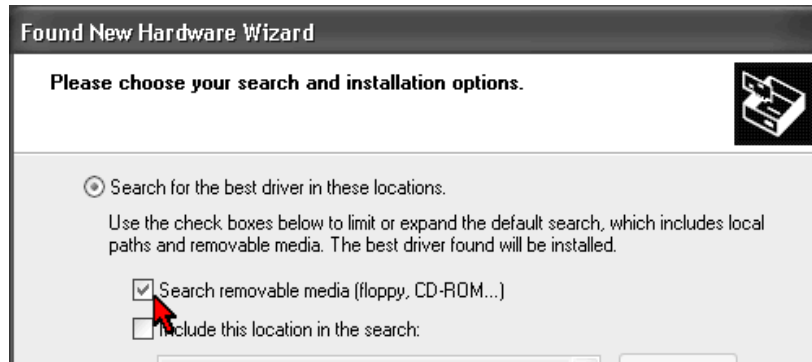 Found New Hardware Wizard
Please choose your search and installation options.
Search for the best driver in these locations.
Use the check boxes below to limit or expand the default search, which includes local
paths and removable media. The best driver found will be installed.
Search removable media (floppy, CD-ROM...)
Include this location in the search: